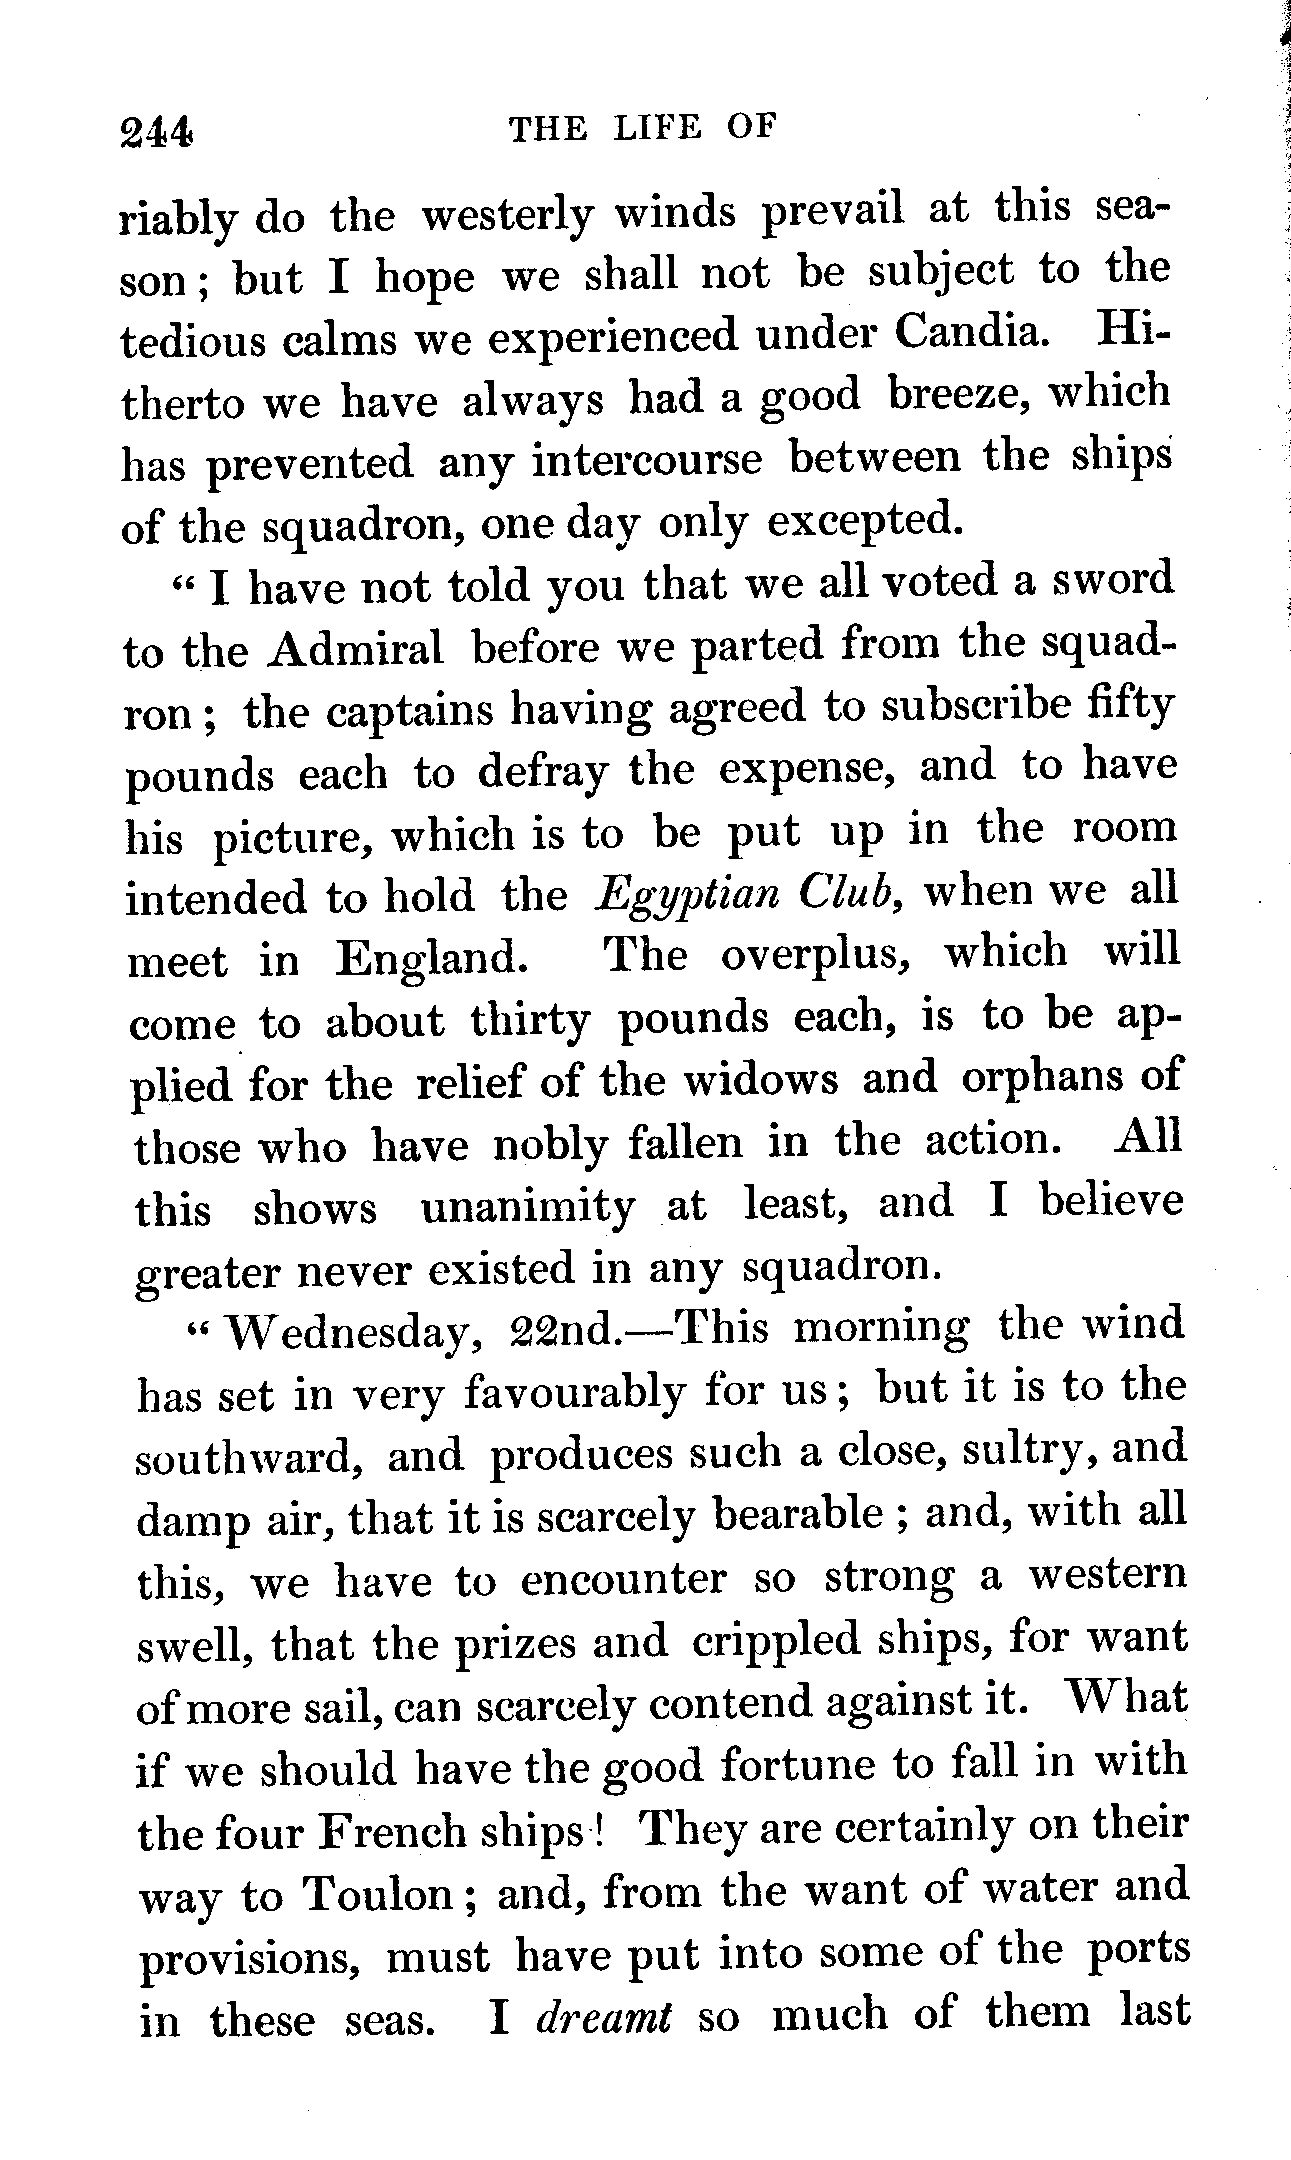 244 THE LIFE OF
riably do the westerly winds prevail at this sea-
son ; but I hope we shall not be subject to the
tedious calms we experienced under Candia. Hi-
therto we have always had a good breeze, which
has prevented any intercourse between the ships
of the squadron, one day only excepted.
“ I have not told you that we all voted a sword
to the Admiral before we parted from the squad-
ron ; the captains having agreed to subscribe fifty
pounds each to defray the expense, and to have
his picture, which is to be put up in the room
intended to hold the Egyptian Club, when we all
meet in England. The overplus, which will
come to about thirty pounds each, is to be ap-
plied for the relief of the widows and orphans of
those who have nobly fallen in the action. All
this shows unanimity at least, and I believe
greater never existed in any squadron.
“ Wednesday, 22nd.—This morning the wind
has set in very favourably for us ; but it is to the
southward, and produces such a close, sultry, and
damp air, that it is scarcely bearable ; and, with all
this, we have to encounter so strong a western
swell, that the prizes and crippled ships, for want
of more sail, can scarcely contend against it. What
if we should have the good fortune to fall in with
the four French ships ! They are certainly on their
way to Toulon ; and, from the want of water and
provisions, must have put into some of the ports
in these seas. I dreamt so much of them last